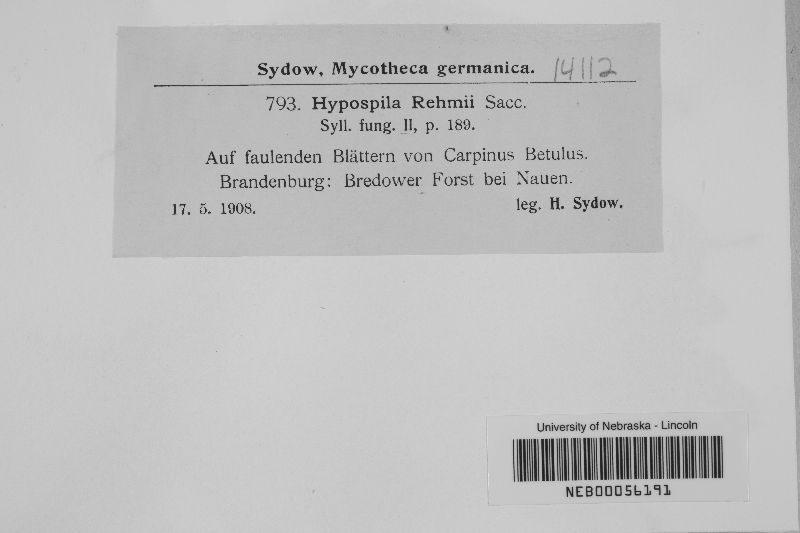 Sydow, Mycotheca germanica. 14112
793. Hypospila Rehmii Sacc.
Syll. fung. II, p. 189.
Auf faulenden Blättern von Carpinus Betulus.
Brandenburg: Bredower Forst bei Nauen.
17. 5. 1908. leg. H. Sydow.
University of Nebraska - Lincoln
NEB00056191